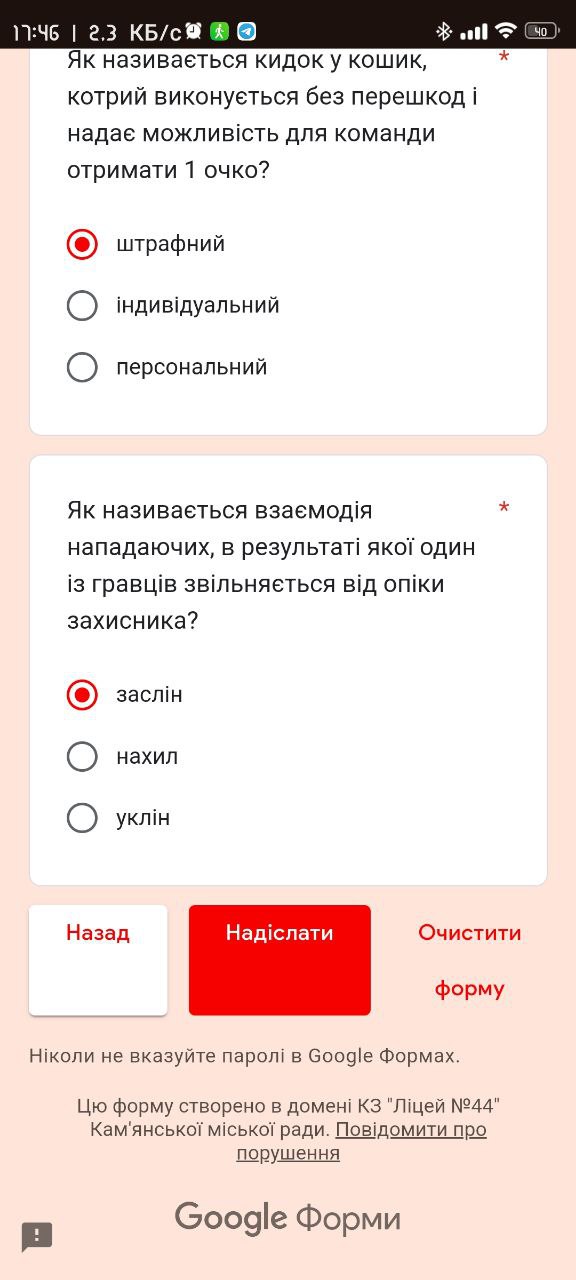 17:46 | 2.3 КБ/с
40
Як називається кидок у кошик, *
котрий виконується без перешкод і
надає можливість для команди
отримати 1 очко?
штрафний
індивідуальний
персональний
Як називається взаємодія *
нападаючих, в результаті якої один
із гравців звільняється від опіки
захисника?
заслін
нахил
уклін
Назад
Надіслати
Очистити
форму
Ніколи не вказуйте паролі в Google Формах.
Цю форму створено в домені КЗ "Ліцей №44"
Кам'янської міської ради. Повідомити про
порушення
Google Форми